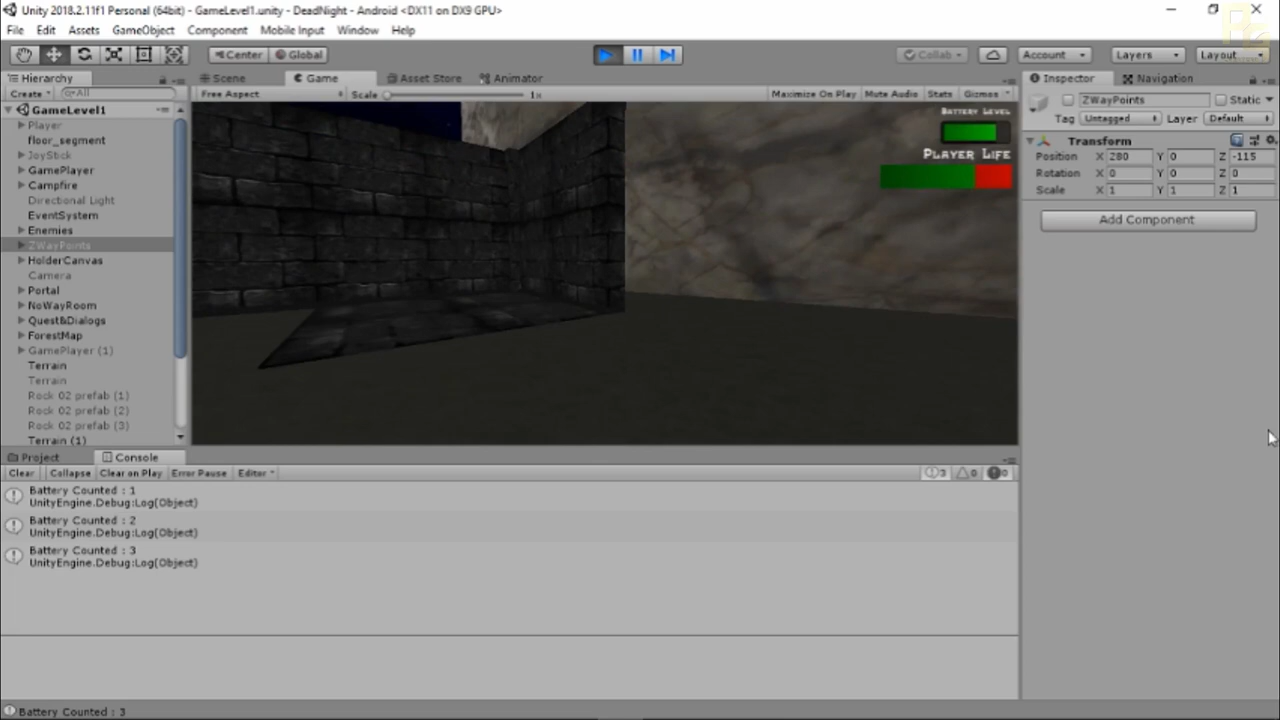 Unity 2018.2.11f1 Personal (64bit) - GameLevel1.unity - DeadNight - Android <DX11 on DX9 GPU>
File Edit Assets GameObject Component Mobile Input Window Help
Center Global Collab Account Layers Layout
Hierarchy Scene Game Asset Store Animator Inspector Navigation
Create All Free Aspect Scale 1x Maximize On Play Mute Audio Stats Gizmos
GameLevel1
Player
floor_segment
JoyStick
GamePlayer
Campfire
Directional Light
EventSystem
Enemies
ZWayPoints
HolderCanvas
Camera
Portal
NoWayRoom
Quest&Dialogs
ForestMap
GamePlayer (1)
Terrain
Terrain
Rock 02 prefab (1)
Rock 02 prefab (2)
Rock 02 prefab (3)
Terrain (1)
Battery Level
Player Life
ZWayPoints Static
Tag Untagged Layer Default
Transform
Position X 280 Y 0 Z -115
Rotation X 0 Y 0 Z 0
Scale X 1 Y 1 Z 1
Add Component
Project Console
Clear Collapse Clear on Play Error Pause Editor 3 0 0
Battery Counted : 1
UnityEngine.Debug:Log(Object)
Battery Counted : 2
UnityEngine.Debug:Log(Object)
Battery Counted : 3
UnityEngine.Debug:Log(Object)
Battery Counted : 3